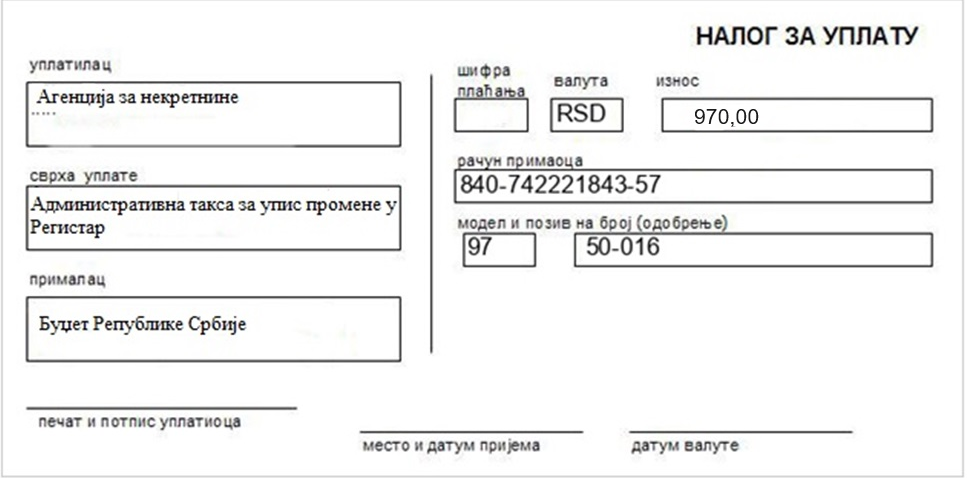 НАЛОГ ЗА УПЛАТУ
уплатилац
Агенција за некретнине
.....
сврха уплате
Административна такса за упис промене у
Регистар
прималац
Буџет Републике Србије
печат и потпис уплатиоца
шифра
плаћања
валута
износ
RSD
970,00
рачун примаоца
840-742221843-57
модел и позив на број (одобрење)
97
50-016
место и датум пријема
датум валуте